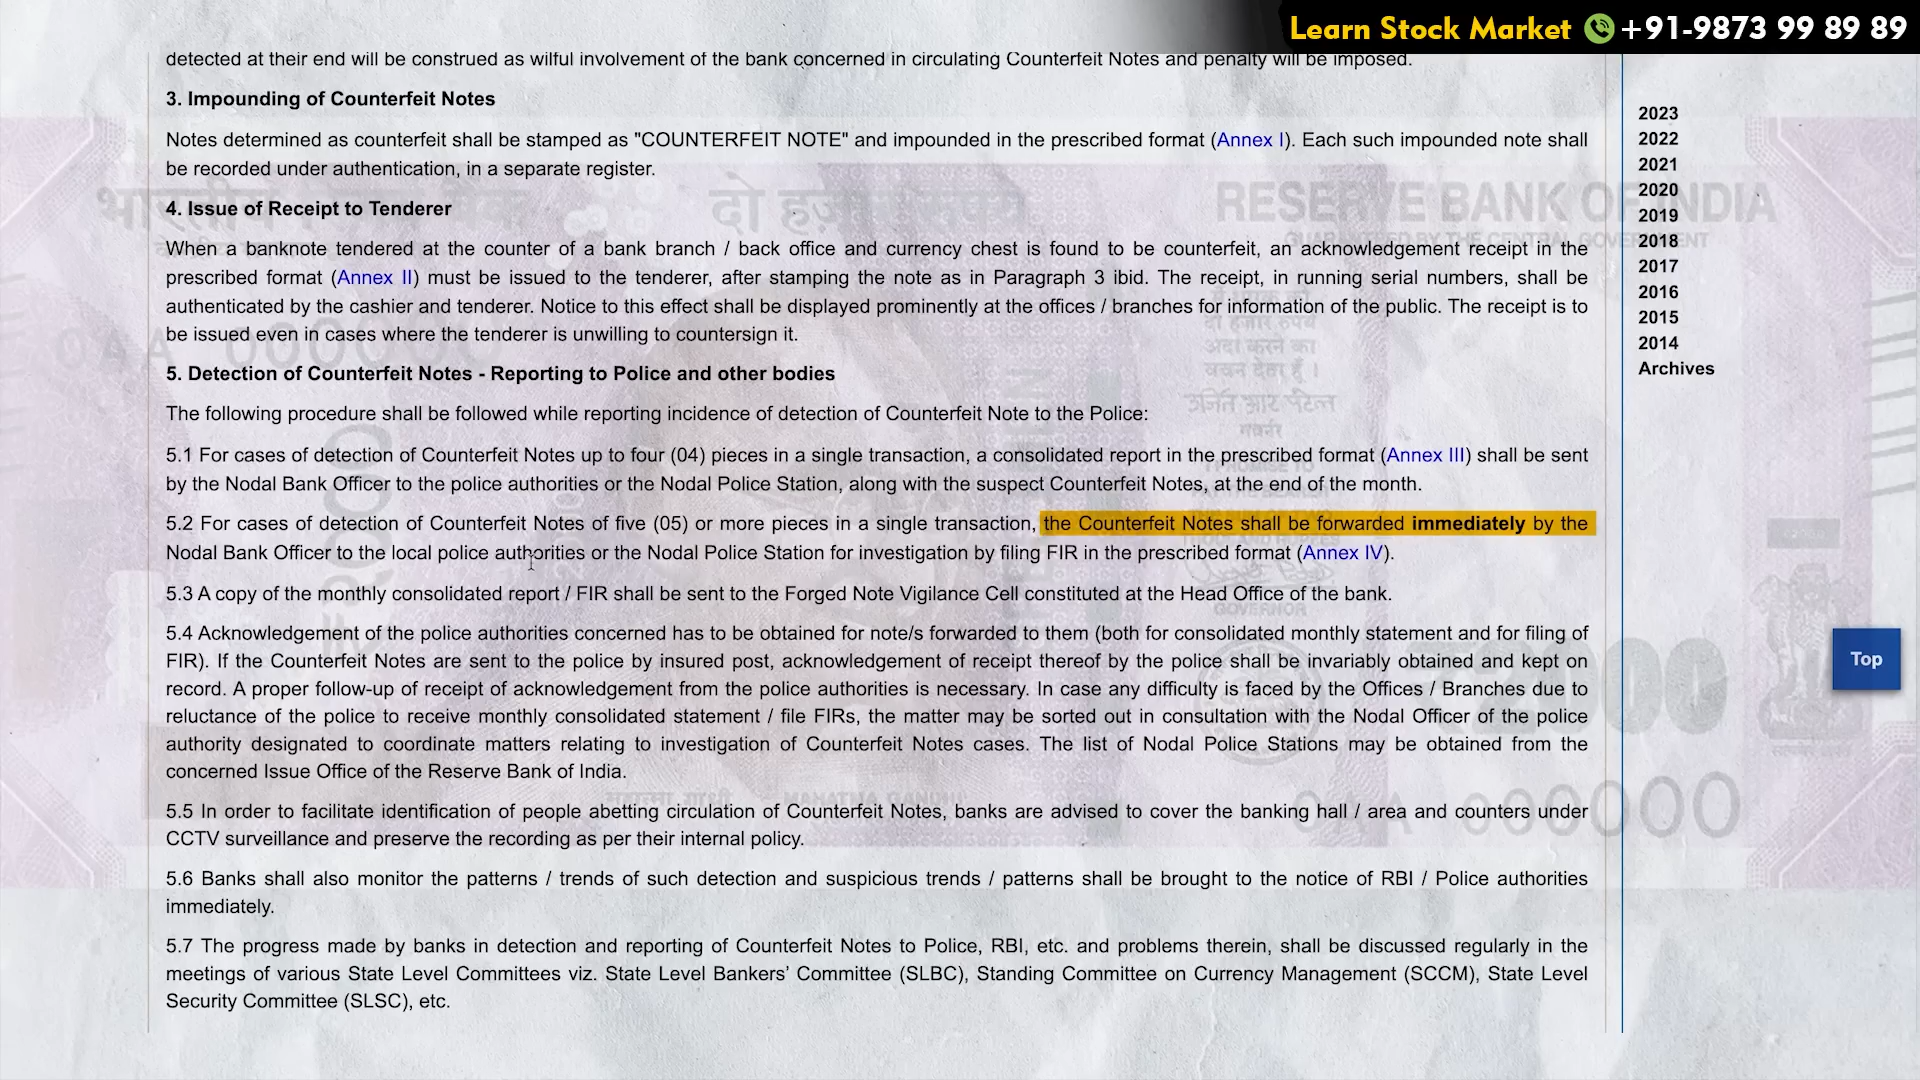 Learn Stock Market +91-9873 99 89 89
detected at their end will be construed as wilful involvement of the bank concerned in circulating Counterfeit Notes and penalty will be imposed.
3. Impounding of Counterfeit Notes
Notes determined as counterfeit shall be stamped as "COUNTERFEIT NOTE" and impounded in the prescribed format (Annex I). Each such impounded note shall
be recorded under authentication, in a separate register.
4. Issue of Receipt to Tenderer
When a banknote tendered at the counter of a bank branch / back office and currency chest is found to be counterfeit, an acknowledgement receipt in the
prescribed format (Annex II) must be issued to the tenderer, after stamping the note as in Paragraph 3 ibid. The receipt, in running serial numbers, shall be
authenticated by the cashier and tenderer. Notice to this effect shall be displayed prominently at the offices / branches for information of the public. The receipt is to
be issued even in cases where the tenderer is unwilling to countersign it.
5. Detection of Counterfeit Notes - Reporting to Police and other bodies
The following procedure shall be followed while reporting incidence of detection of Counterfeit Note to the Police:
5.1 For cases of detection of Counterfeit Notes up to four (04) pieces in a single transaction, a consolidated report in the prescribed format (Annex III) shall be sent
by the Nodal Bank Officer to the police authorities or the Nodal Police Station, along with the suspect Counterfeit Notes, at the end of the month.
5.2 For cases of detection of Counterfeit Notes of five (05) or more pieces in a single transaction, the Counterfeit Notes shall be forwarded immediately by the
Nodal Bank Officer to the local police authorities or the Nodal Police Station for investigation by filing FIR in the prescribed format (Annex IV).
5.3 A copy of the monthly consolidated report / FIR shall be sent to the Forged Note Vigilance Cell constituted at the Head Office of the bank.
5.4 Acknowledgement of the police authorities concerned has to be obtained for note/s forwarded to them (both for consolidated monthly statement and for filing of
FIR). If the Counterfeit Notes are sent to the police by insured post, acknowledgement of receipt thereof by the police shall be invariably obtained and kept on
record. A proper follow-up of receipt of acknowledgement from the police authorities is necessary. In case any difficulty is faced by the Offices / Branches due to
reluctance of the police to receive monthly consolidated statement / file FIRs, the matter may be sorted out in consultation with the Nodal Officer of the police
authority designated to coordinate matters relating to investigation of Counterfeit Notes cases. The list of Nodal Police Stations may be obtained from the
concerned Issue Office of the Reserve Bank of India.
5.5 In order to facilitate identification of people abetting circulation of Counterfeit Notes, banks are advised to cover the banking hall / area and counters under
CCTV surveillance and preserve the recording as per their internal policy.
5.6 Banks shall also monitor the patterns / trends of such detection and suspicious trends / patterns shall be brought to the notice of RBI / Police authorities
immediately.
5.7 The progress made by banks in detection and reporting of Counterfeit Notes to Police, RBI, etc. and problems therein, shall be discussed regularly in the
meetings of various State Level Committees viz. State Level Bankers' Committee (SLBC), Standing Committee on Currency Management (SCCM), State Level
Security Committee (SLSC), etc.
2023
2022
2021
2020
2019
2018
2017
2016
2015
2014
Archives
Top
RESERVE BANK OF INDIA